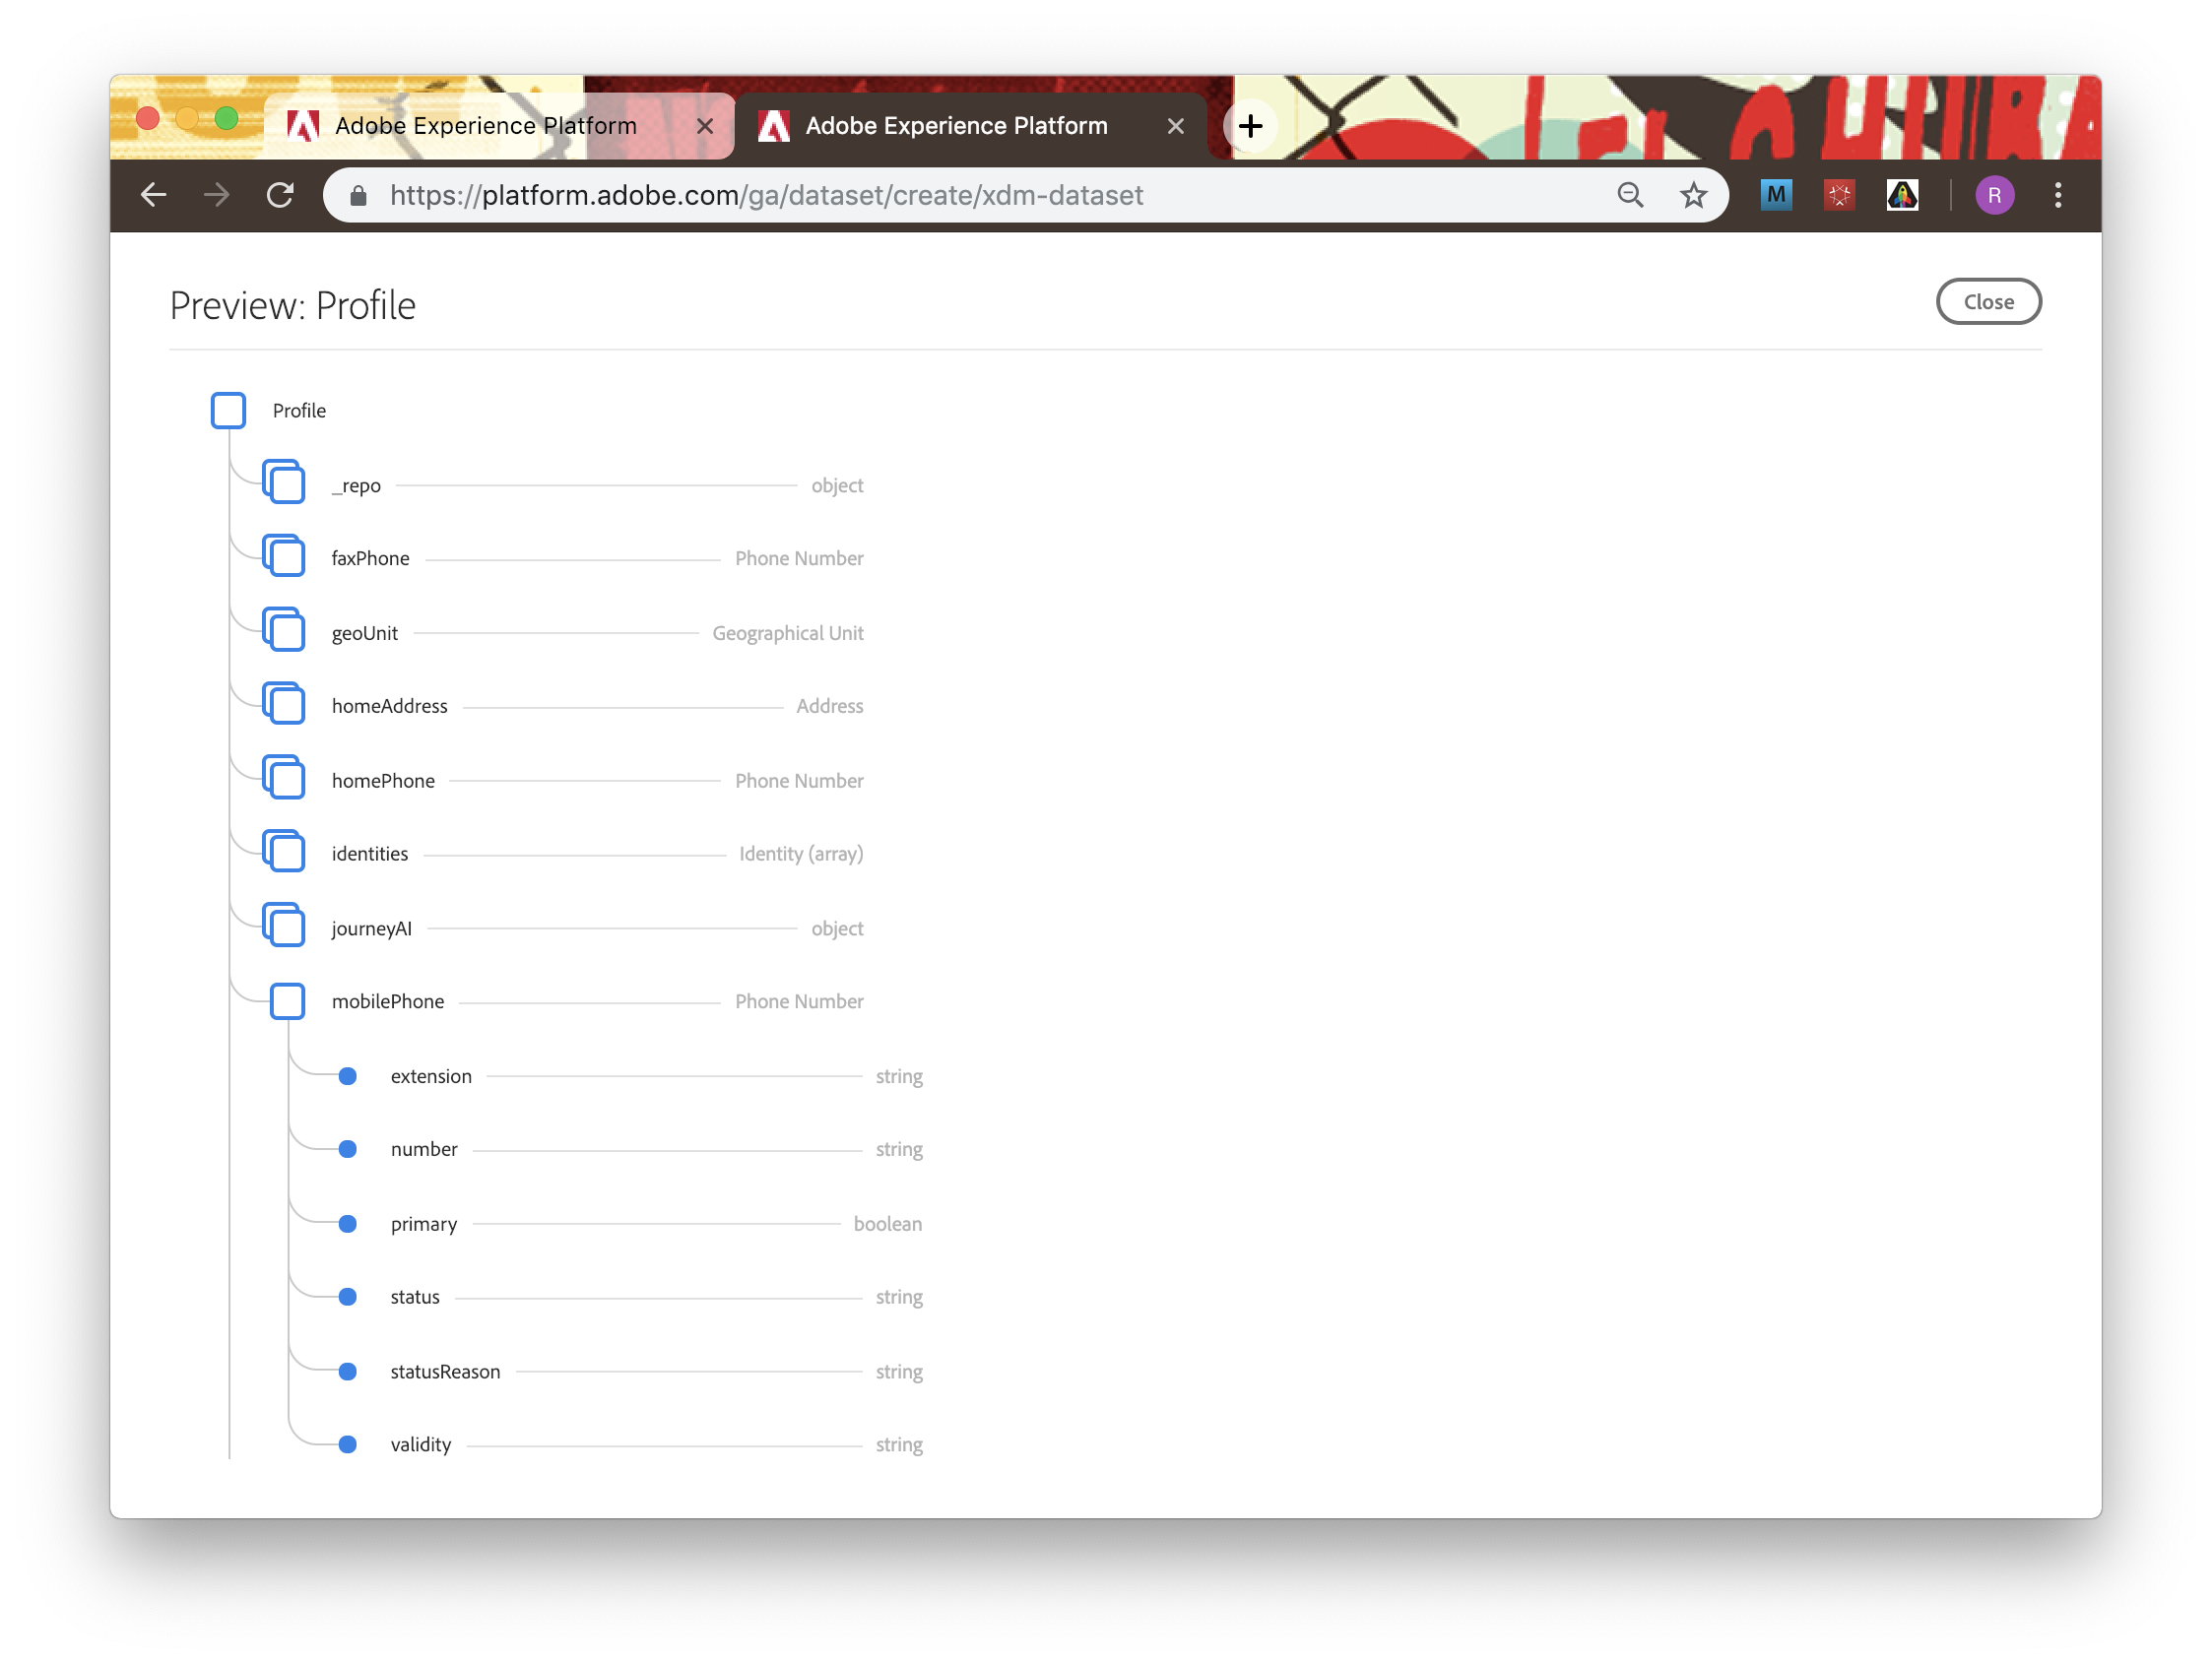 Adobe Experience Platform
Adobe Experience Platform
https://platform.adobe.com/ga/dataset/create/xdm-dataset
M
R
Preview: Profile
Close
Profile
_repo object
faxPhone Phone Number
geoUnit Geographical Unit
homeAddress Address
homePhone Phone Number
identities Identity (array)
journeyAI object
mobilePhone Phone Number
extension string
number string
primary boolean
status string
statusReason string
validity string